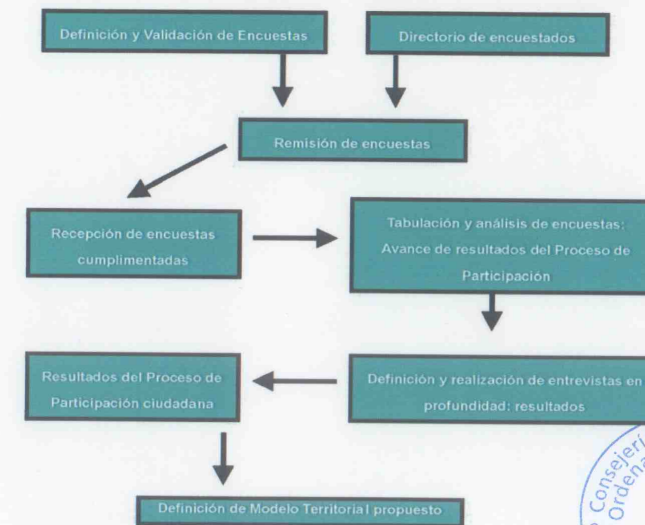 Definición y Validación de Encuestas
Directorio de encuestados
Remisión de encuestas
Recepción de encuestas
cumplimentadas
Tabulación y análisis de encuestas:
Avance de resultados del Proceso de
Participación
Resultados del Proceso de
Participación ciudadana
Definición y realización de entrevistas en
profundidad: resultados
Definición de Modelo Territorial propuesto
Consejería